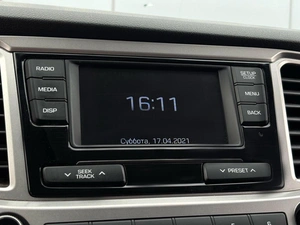 RADIO
MEDIA
DISP
16:11
Суббота, 17.04.2021
SETUP
CLOCK
MENU
BACK
SEEK
TRACK
PRESET